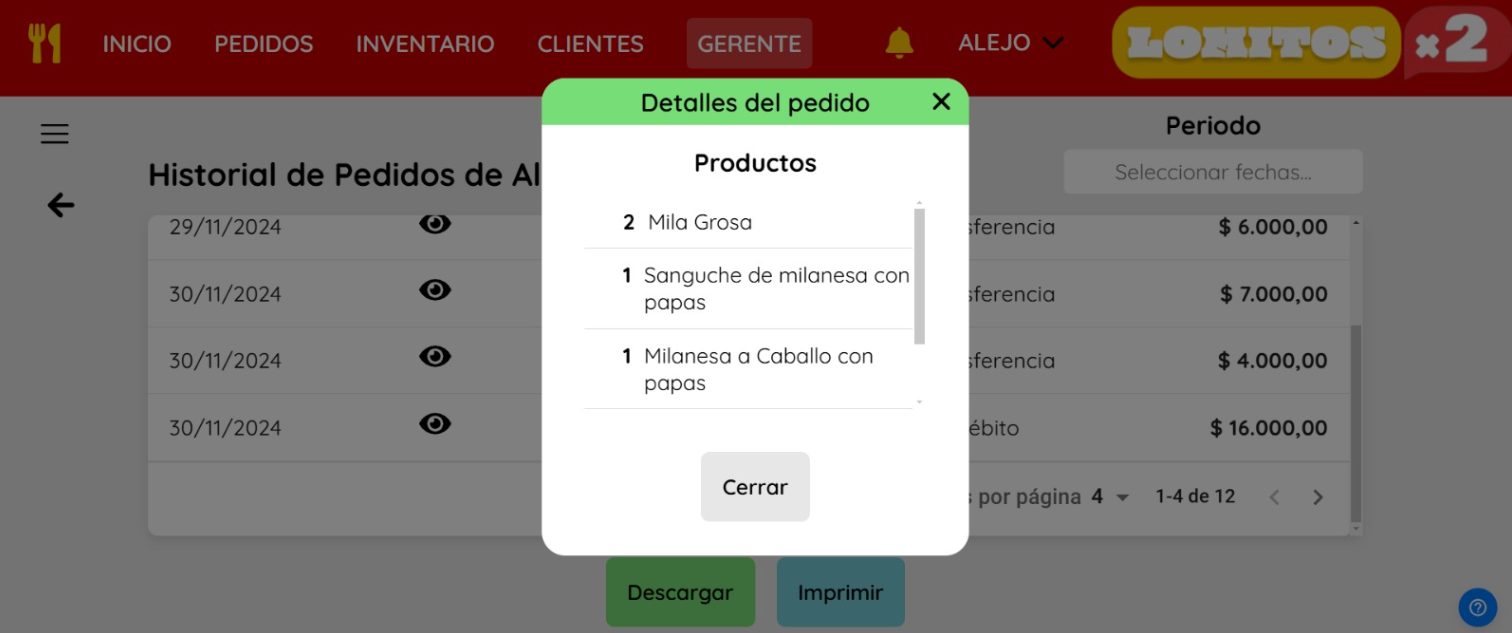 INICIO PEDIDOS INVENTARIO CLIENTES GERENTE ALEJO LOMITOS x2
Detalles del pedido
Periodo
Historial de Pedidos de Al
Seleccionar fechas...
Productos
29/11/2024 sferencia $ 6.000,00
30/11/2024 sferencia $ 7.000,00
30/11/2024 sferencia $ 4.000,00
30/11/2024 ébito $ 16.000,00
2 Mila Grosa
1 Sanguche de milanesa con
papas
1 Milanesa a Caballo con
papas
Cerrar
por página 4 1-4 de 12
Descargar Imprimir